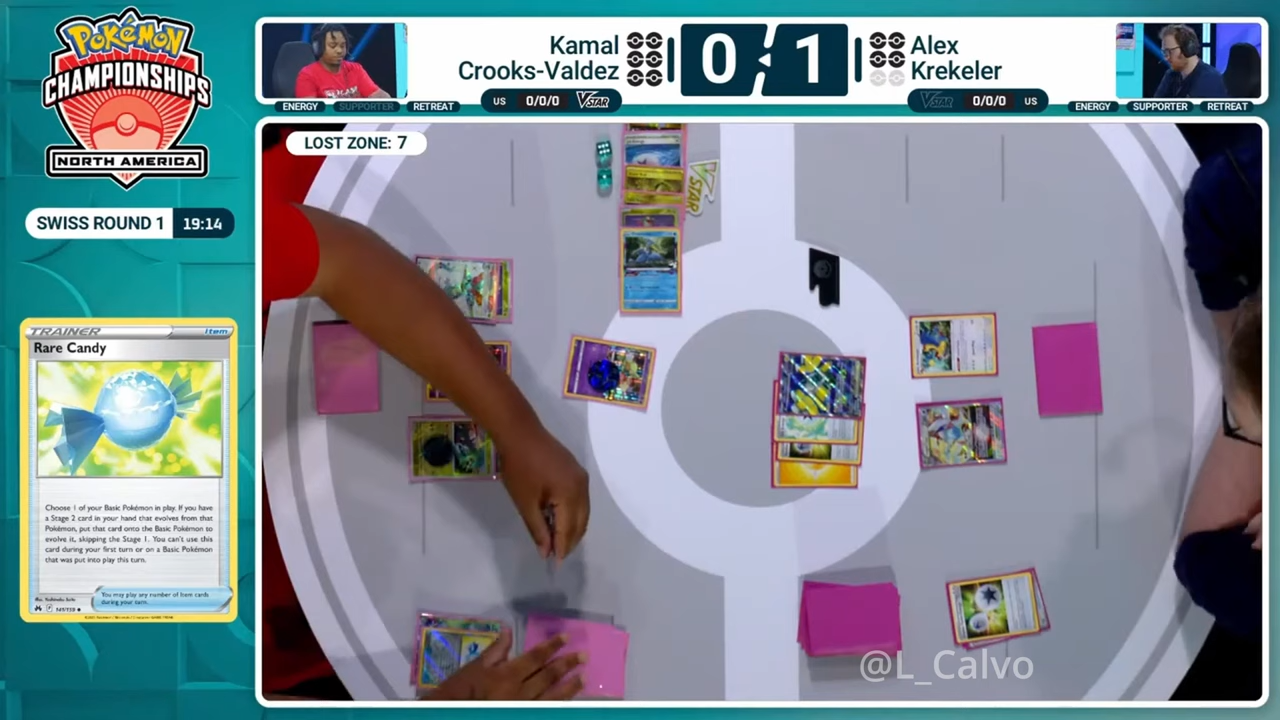 POKéMON
CHAMPIONSHIPS
NORTH AMERICA
SWISS ROUND 1 19:14
Kamal
Crooks-Valdez
0 1
Alex
Krekeler
ENERGY SUPPORTER RETREAT
US 0/0/0 VSTAR
VSTAR 0/0/0 US
ENERGY SUPPORTER RETREAT
LOST ZONE: 7
VSTAR
TRAINER Item
Rare Candy
Choose 1 of your Basic Pokémon in play. If you have
a Stage 2 card in your hand that evolves from that
Pokémon, put that card onto the Basic Pokémon to
evolve it, skipping the Stage 1. You can't use this
card during your first turn or on a Basic Pokémon
that was put into play this turn.
You may play any number of Item cards
during your turn.
141/159
@L_Calvo